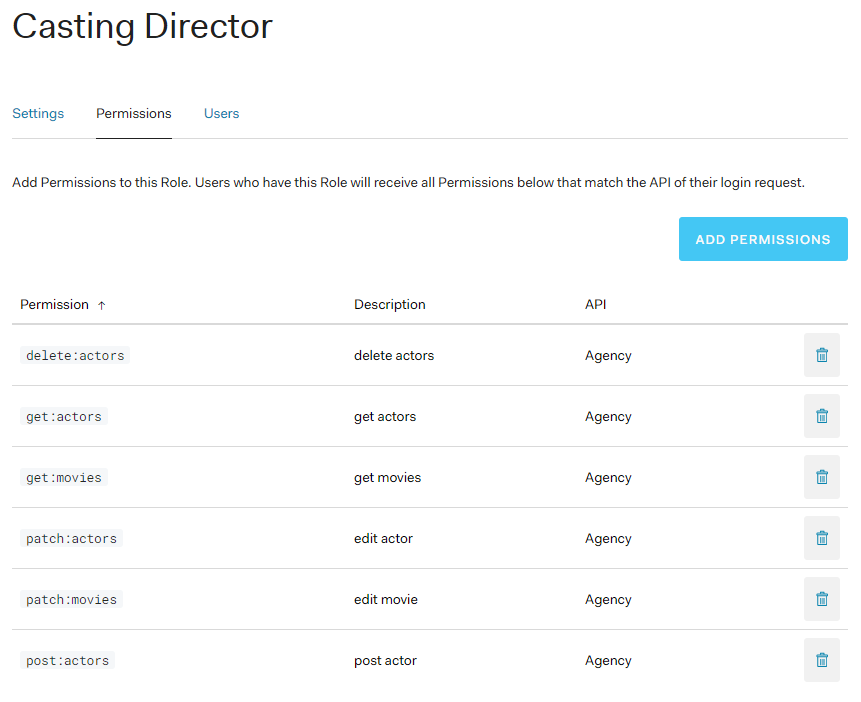 Casting Director
Settings Permissions Users
Add Permissions to this Role. Users who have this Role will receive all Permissions below that match the API of their login request.
ADD PERMISSIONS
Permission ↑ Description API
delete:actors delete actors Agency
get:actors get actors Agency
get:movies get movies Agency
patch:actors edit actor Agency
patch:movies edit movie Agency
post:actors post actor Agency